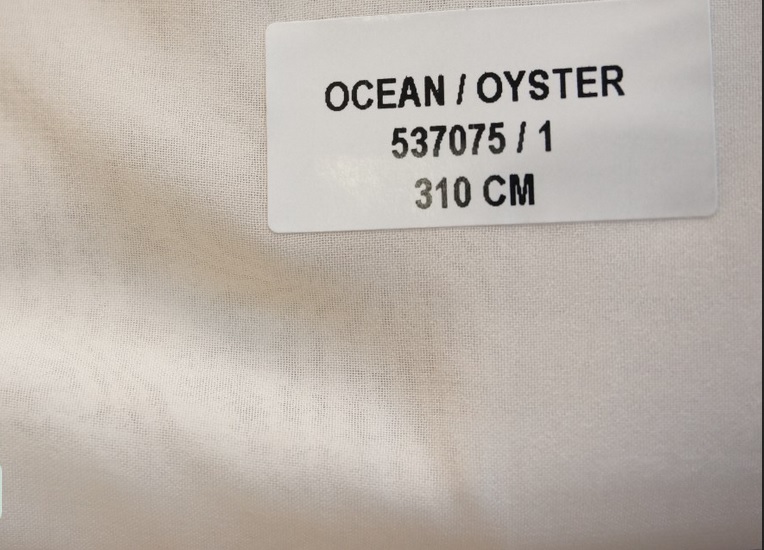 OCEAN / OYSTER
537075 / 1
310 CM